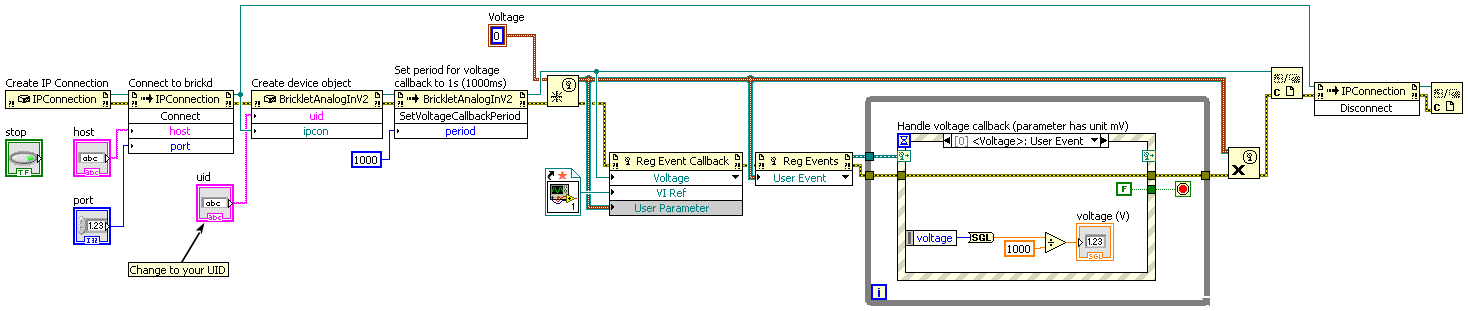 Voltage
0
Create IP Connection
IPConnection
Connect to brickd
IPConnection
Connect
host
port
Create device object
BrickletAnalogInV2
uid
ipcon
Set period for voltage
callback to 1s (1000ms)
BrickletAnalogInV2
SetVoltageCallbackPeriod
period
1000
stop
TF
host
abc
abc
port
1.23
I32
uid
abc
abc
Change to your UID
1
Reg Event Callback
Voltage
VI Ref
User Parameter
Reg Events
User Event
Handle voltage callback (parameter has unit mV)
[0] <Voltage>: User Event
voltage
SGL
1000
÷
voltage (V)
1.23
SGL
F
i
X
C
IPConnection
Disconnect
C